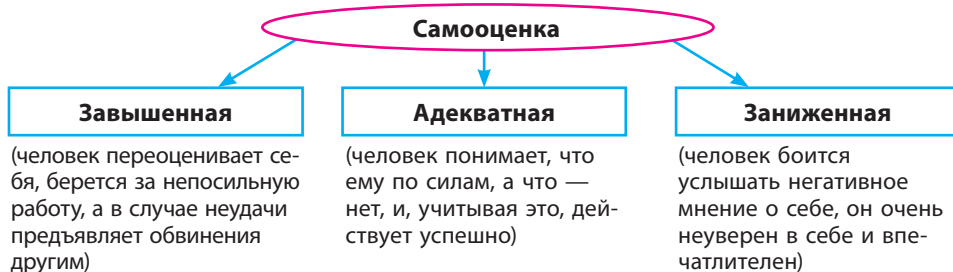 Самооценка
Завышенная
(человек переоценивает се-
бя, берется за непосильную
работу, а в случае неудачи
предъявляет обвинения
другим)
Адекватная
(человек понимает, что
ему по силам, а что —
нет, и, учитывая это, дей-
ствует успешно)
Заниженная
(человек боится
услышать негативное
мнение о себе, он очень
неуверен в себе и впе-
чатлителен)